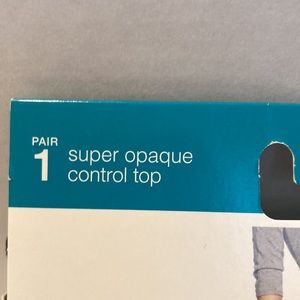 PAIR
1
super opaque
control top